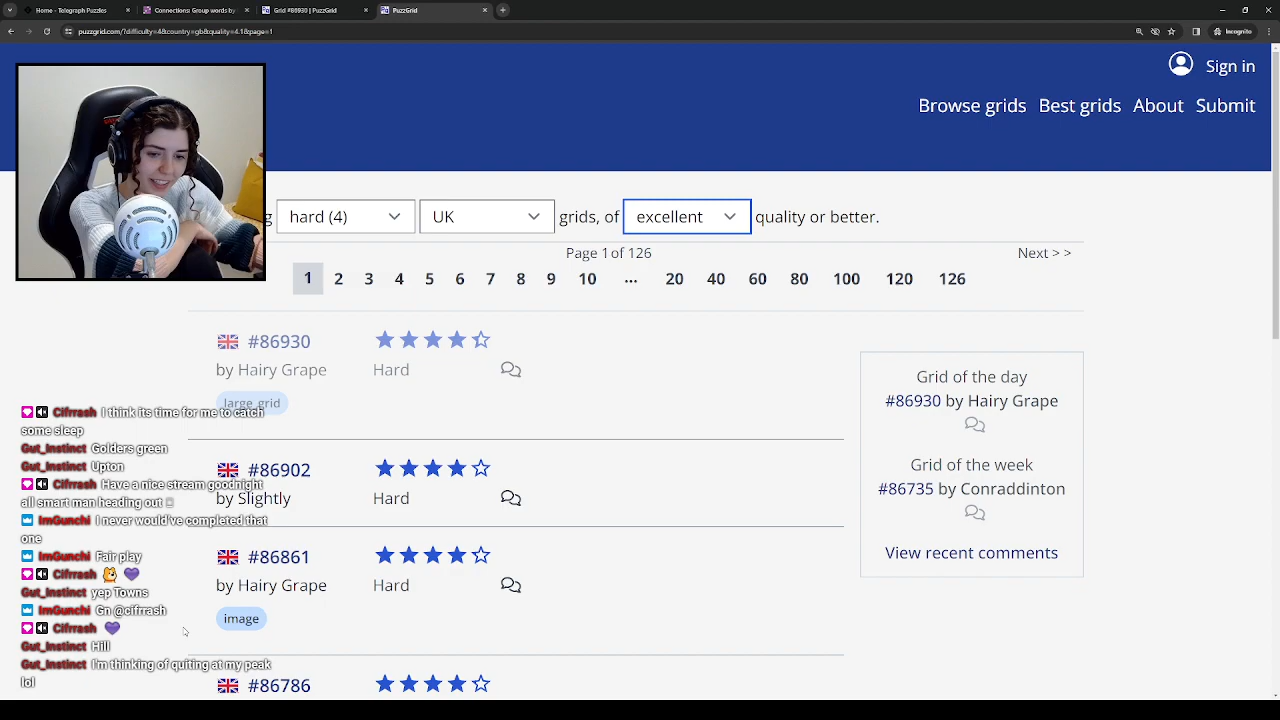 Home - Telegraph Puzzles
Connections: Group words by
Grid #86930 | PuzzGrid
PuzzGrid
puzzgrid.com/?difficulty=4&country=gb&quality=4.1&page=1
Incognito
Sign in
Browse grids Best grids About Submit
hard (4) UK grids, of excellent quality or better.
Page 1 of 126 Next > >
1 2 3 4 5 6 7 8 9 10 ... 20 40 60 80 100 120 126
#86930
by Hairy Grape Hard
large grid
#86902
by Slightly Hard
#86861
by Hairy Grape Hard
image
#86786
Grid of the day
#86930 by Hairy Grape
Grid of the week
#86735 by Conraddinton
View recent comments
Cifrrash I think its time for me to catch
some sleep
Gut_Instinct Golders green
Gut_Instinct Upton
Cifrrash Have a nice stream goodnight
all smart man heading out
ImGunchi I never would've completed that
one
ImGunchi Fair play
Cifrrash
Gut_Instinct yep Towns
ImGunchi Gn @cifrrash
Cifrrash
Gut_Instinct Hill
Gut_Instinct I'm thinking of quiting at my peak
lol